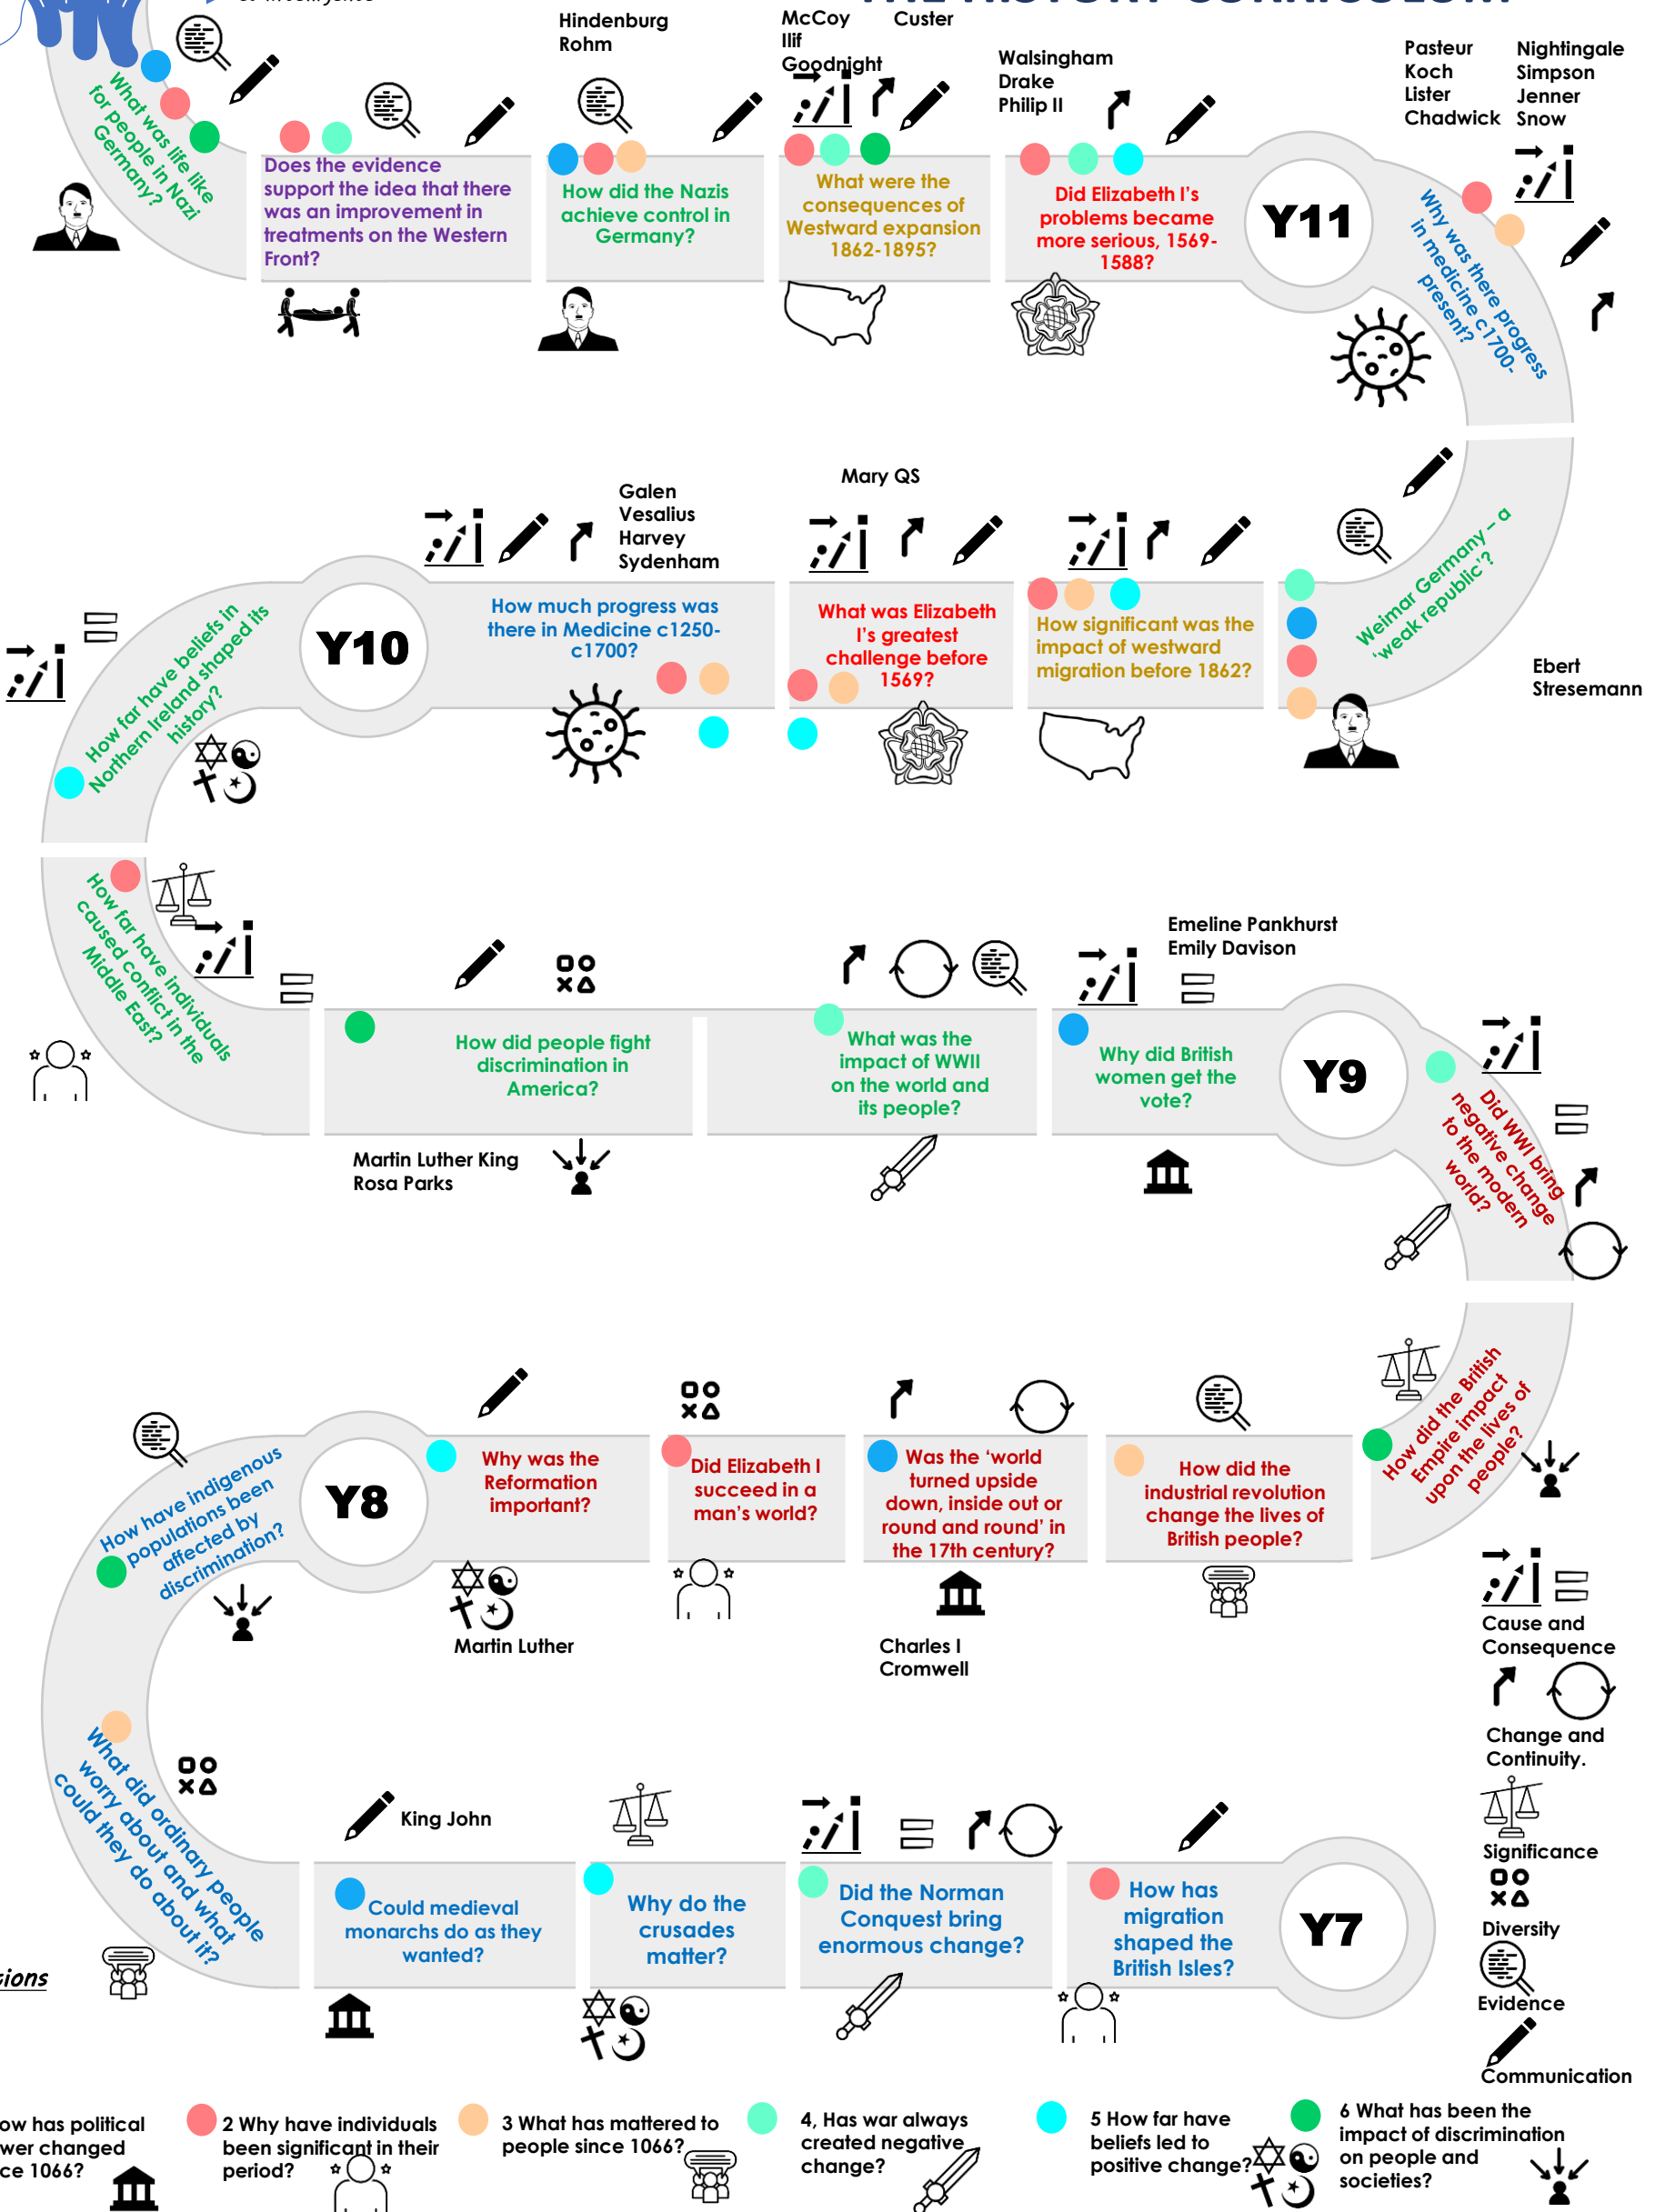 Hindenburg
Rohm
McCoy
Ilif
Goodnight
Custer
Walsingham
Drake
Philip II
Pasteur
Koch
Lister
Chadwick
Nightingale
Simpson
Jenner
Snow
What was life like
for people in Nazi
Germany?
Does the evidence
support the idea that there
was an improvement in
treatments on the Western
Front?
How did the Nazis
achieve control in
Germany?
What were the
consequences of
Westward expansion
1862-1895?
Did Elizabeth I's
problems became
more serious, 1569-
1588?
Y11
Why was there progress
in medicine c1700-
present?
Galen
Vesalius
Harvey
Sydenham
Mary QS
How far have beliefs in
Northern Ireland shaped its
history?
Y10
How much progress was
there in Medicine c1250-
c1700?
What was Elizabeth
I's greatest
challenge before
1569?
How significant was the
impact of westward
migration before 1862?
Weimar Germany – a
'weak republic'?
Ebert
Stresemann
How far have individuals
caused conflict in the
Middle East?
How did people fight
discrimination in
America?
What was the
impact of WWII
on the world and
its people?
Emeline Pankhurst
Emily Davison
Why did British
women get the
vote?
Y9
Did WWI bring
negative change
to the modern
world?
Martin Luther King
Rosa Parks
How have indigenous
populations been
affected by
discrimination?
Y8
Why was the
Reformation
important?
Did Elizabeth I
succeed in a
man's world?
Was the 'world
turned upside
down, inside out or
round and round' in
the 17th century?
How did the
industrial revolution
change the lives of
British people?
How did the British
Empire impact
upon the lives of
people?
Martin Luther
Charles I
Cromwell
Cause and
Consequence
Change and
Continuity.
Significance
Diversity
Evidence
Communication
What did ordinary people
worry about and what
could they do about it?
King John
Could medieval
monarchs do as they
wanted?
Why do the
crusades
matter?
Did the Norman
Conquest bring
enormous change?
How has
migration
shaped the
British Isles?
Y7
ions
ow has political
wer changed
ce 1066?
2 Why have individuals
been significant in their
period?
3 What has mattered to
people since 1066?
4, Has war always
created negative
change?
5 How far have
beliefs led to
positive change?
6 What has been the
impact of discrimination
on people and
societies?